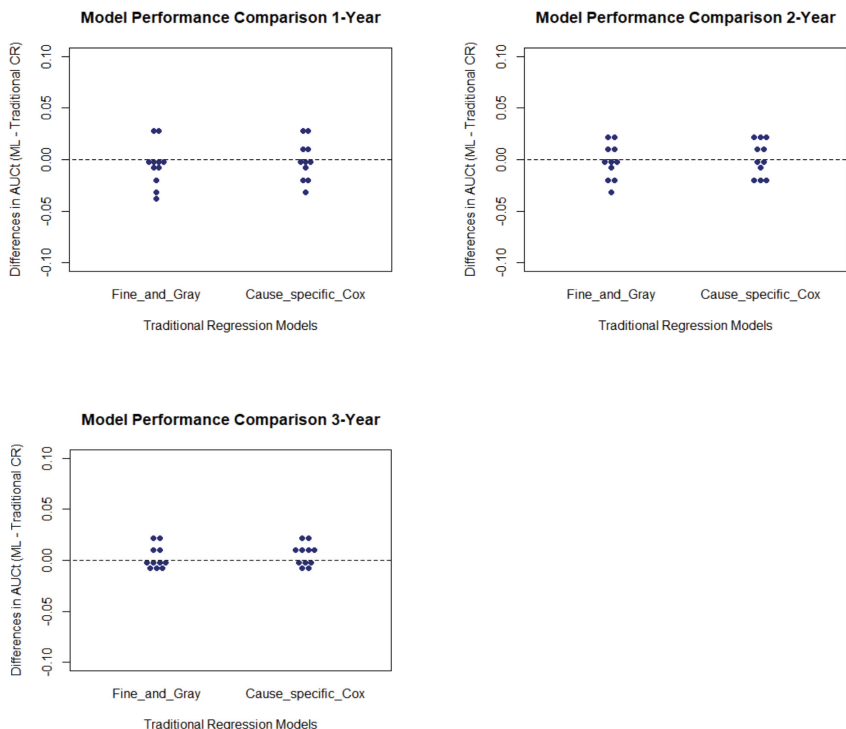 Model Performance Comparison 1-Year
Differences in AUCt (ML - Traditional CR)
0.10
0.05
0.00
-0.05
-0.10
Fine_and_Gray Cause_specific_Cox
Traditional Regression Models
Model Performance Comparison 2-Year
Differences in AUCt (ML - Traditional CR)
0.10
0.05
0.00
-0.05
-0.10
Fine_and_Gray Cause_specific_Cox
Traditional Regression Models
Model Performance Comparison 3-Year
Differences in AUCt (ML - Traditional CR)
0.10
0.05
0.00
-0.05
-0.10
Fine_and_Gray Cause_specific_Cox
Traditional Regression Models